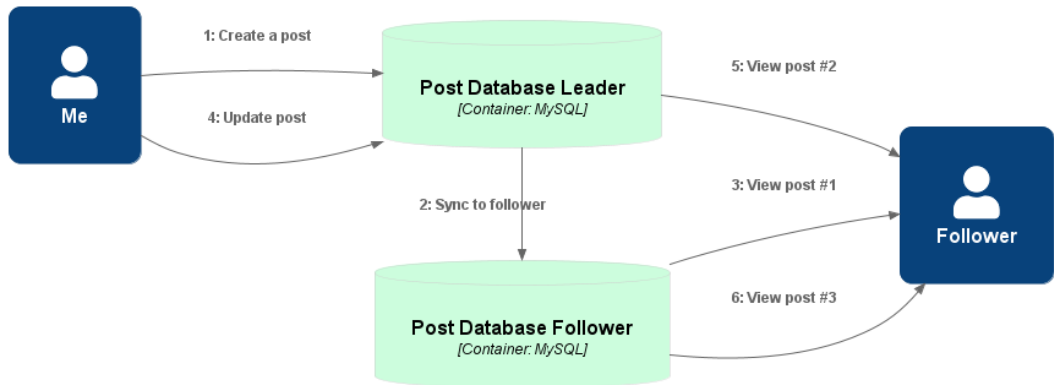 1: Create a post
Me
4: Update post
Post Database Leader
[Container: MySQL]
5: View post #2
2: Sync to follower
3: View post #1
Follower
Post Database Follower
[Container: MySQL]
6: View post #3